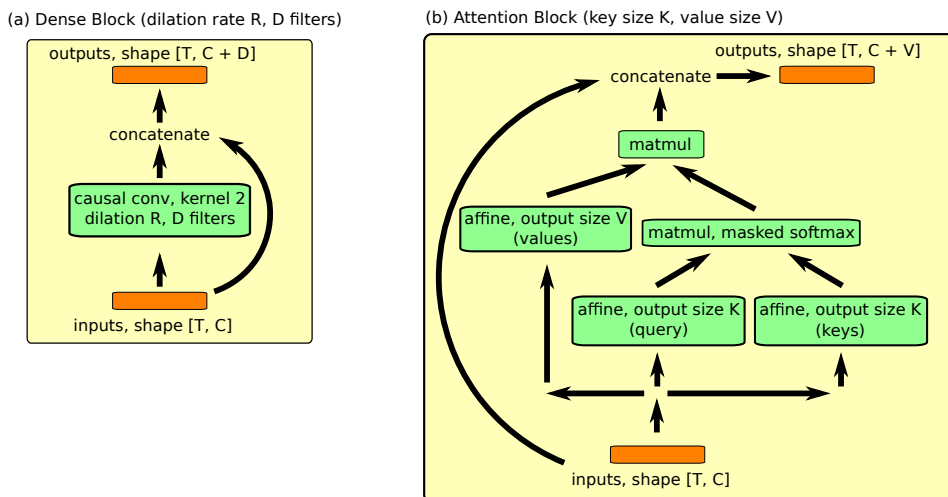 (a) Dense Block (dilation rate R, D filters)
outputs, shape [T, C + D]
concatenate
causal conv, kernel 2
dilation R, D filters
inputs, shape [T, C]
(b) Attention Block (key size K, value size V)
outputs, shape [T, C + V]
concatenate
matmul
affine, output size V
(values)
matmul, masked softmax
affine, output size K
(query)
affine, output size K
(keys)
inputs, shape [T, C]